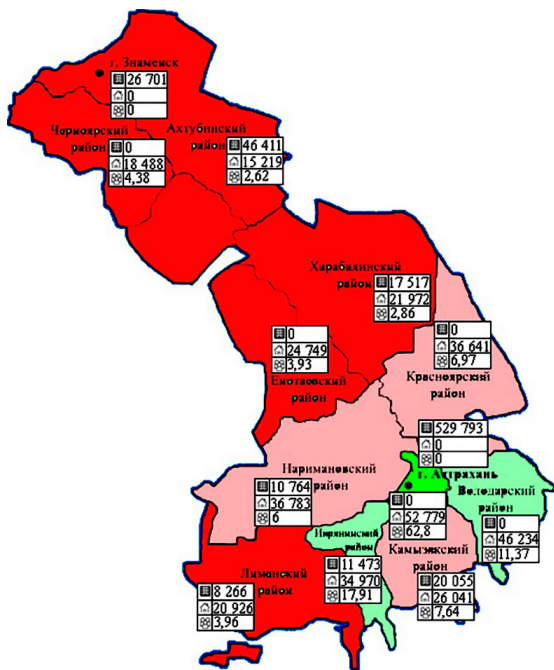 г. Знаменск
26 701
0
0
Черноярский
район
0
18 488
4,38
Ахтубинский
район
46 411
15 219
2,62
Харабалинский
район
17 517
21 972
2,86
0
24 749
3,93
Енотаевский
район
0
36 641
6,97
Красноярский
район
529 793
0
0
г. Астрахань
Наримановский
район
10 764
36 783
6
0
52 779
62,8
Володарский
район
0
46 234
11,37
Икрянинский
район
11 473
34 970
17,91
Камызякский
район
20 055
26 041
7,64
Лиманский
район
8 266
20 926
3,96